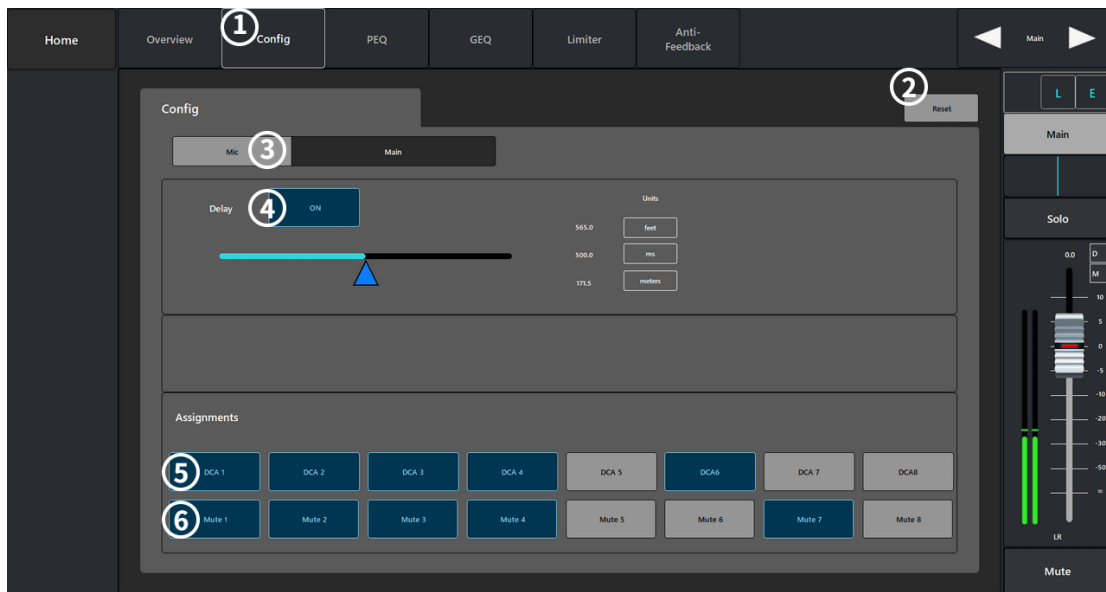 Home
Overview
1
Config
PEQ
GEQ
Limiter
Anti-
Feedback
Main
Config
2
Reset
L
E
Main
Mic
3
Main
Delay
4
ON
Units
565.0
feet
500.0
ms
171.5
meters
Solo
0.0
D
M
10
5
0
-5
-10
-20
-30
-50
∞
LR
Mute
Assignments
5
DCA 1
DCA 2
DCA 3
DCA 4
DCA 5
DCA6
DCA 7
DCA8
6
Mute 1
Mute 2
Mute 3
Mute 4
Mute 5
Mute 6
Mute 7
Mute 8